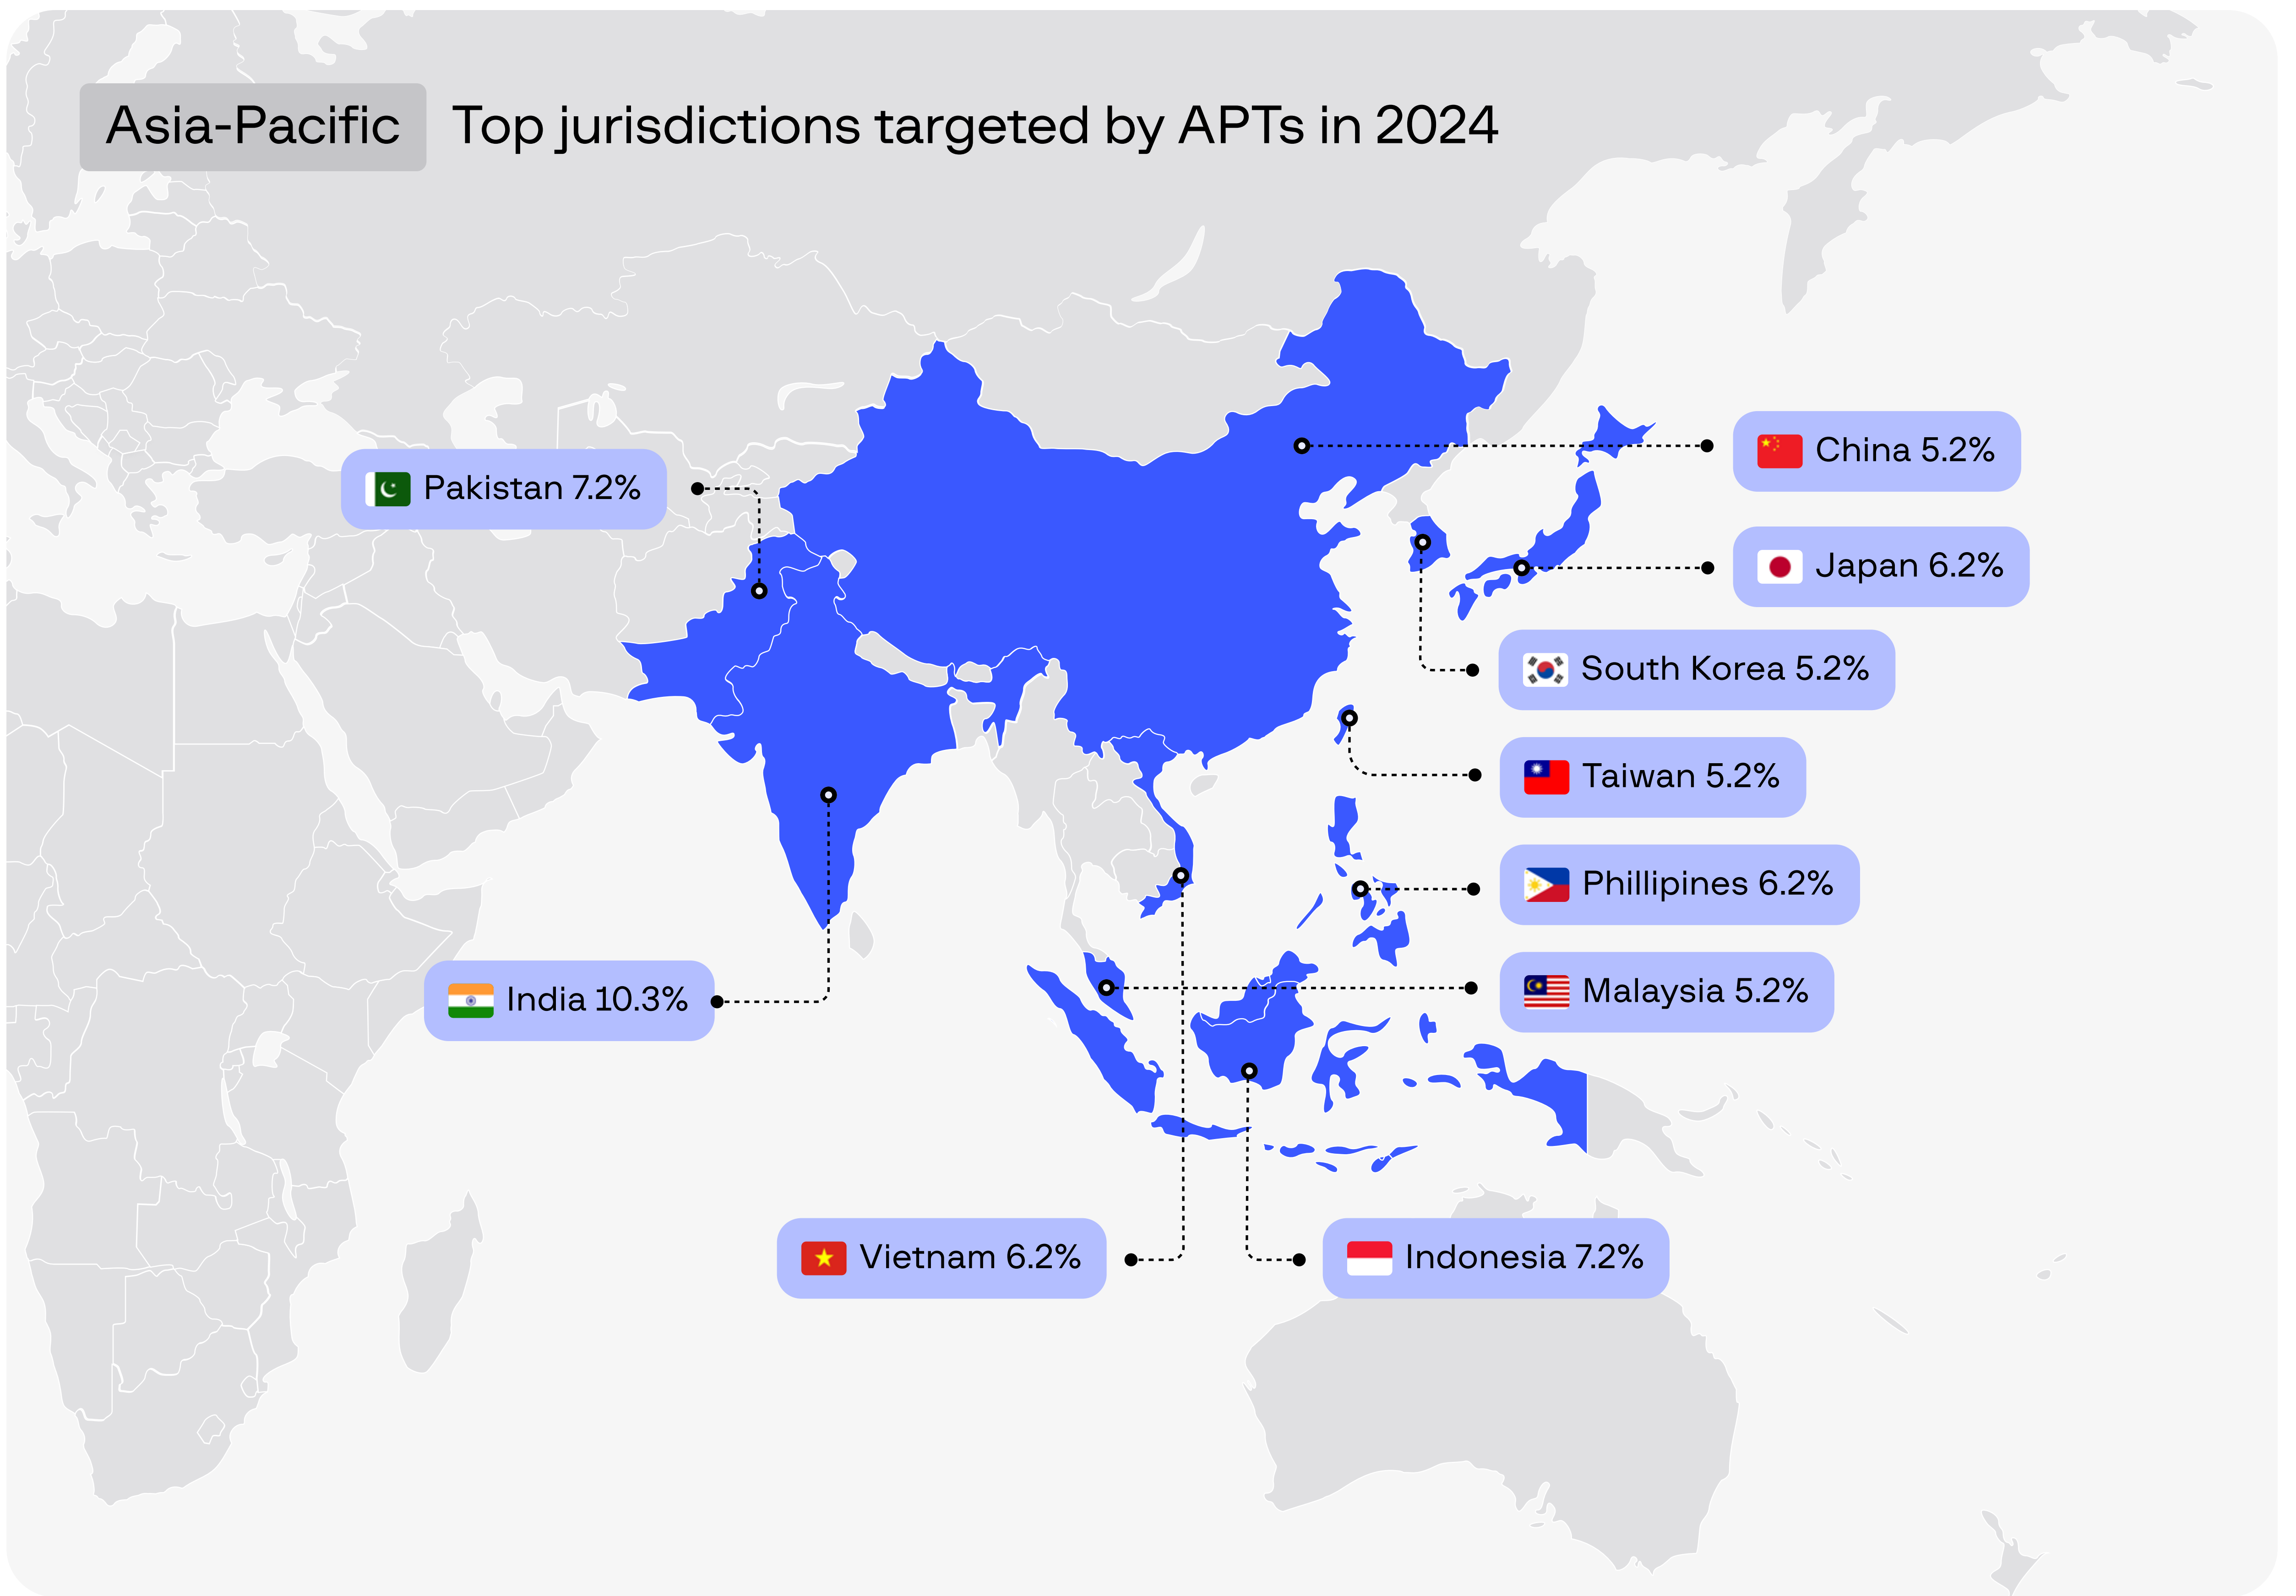 Asia-Pacific Top jurisdictions targeted by APTs in 2024
China 5.2%
Pakistan 7.2%
Japan 6.2%
South Korea 5.2%
Taiwan 5.2%
Phillipines 6.2%
Malaysia 5.2%
India 10.3%
Vietnam 6.2%
Indonesia 7.2%